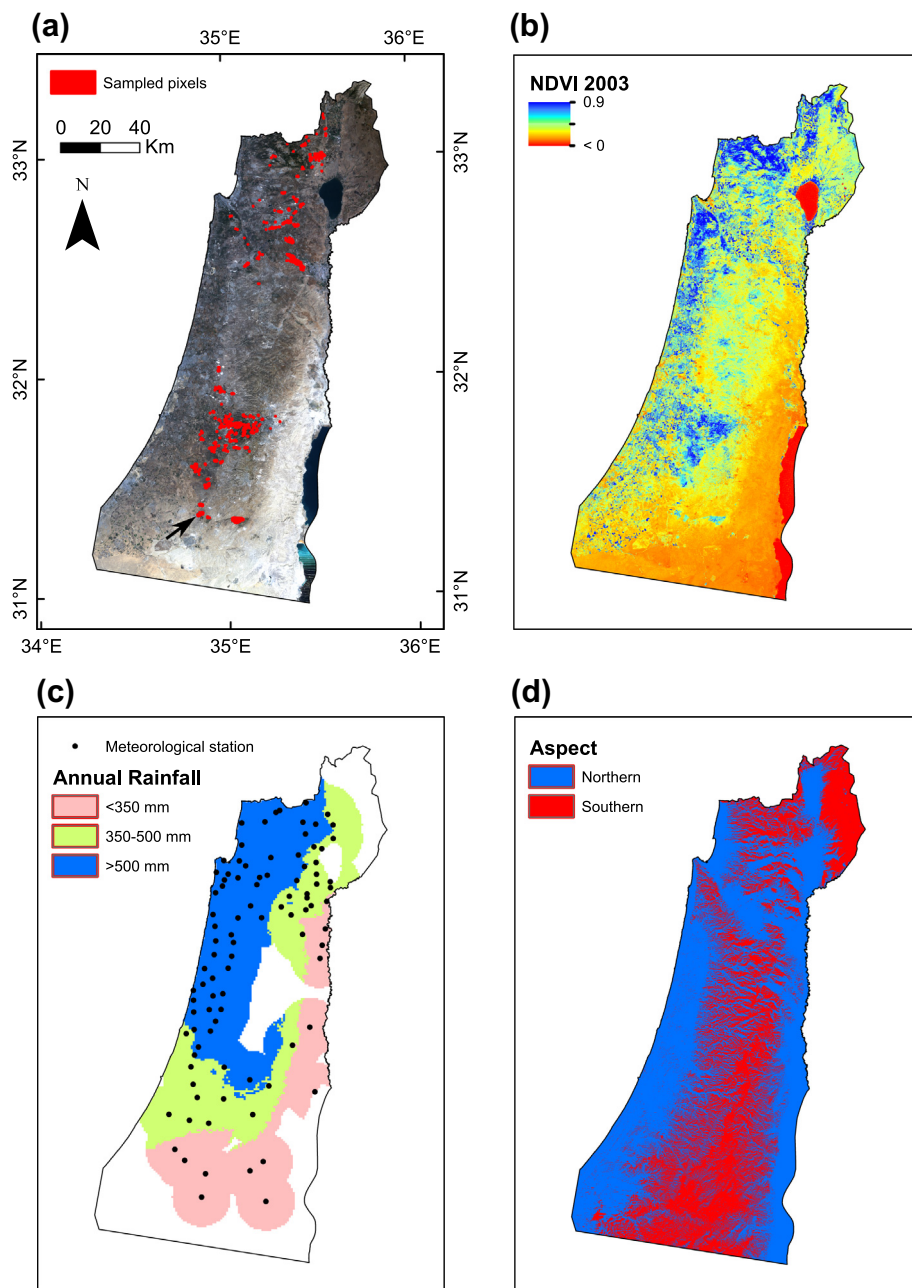 (a)
35°E
36°E
Sampled pixels
0 20 40
Km
N
33°N
33°N
32°N
32°N
31°N
31°N
34°E
35°E
36°E
(b)
NDVI 2003
0.9
< 0
(c)
Meteorological station
Annual Rainfall
<350 mm
350-500 mm
>500 mm
(d)
Aspect
Northern
Southern